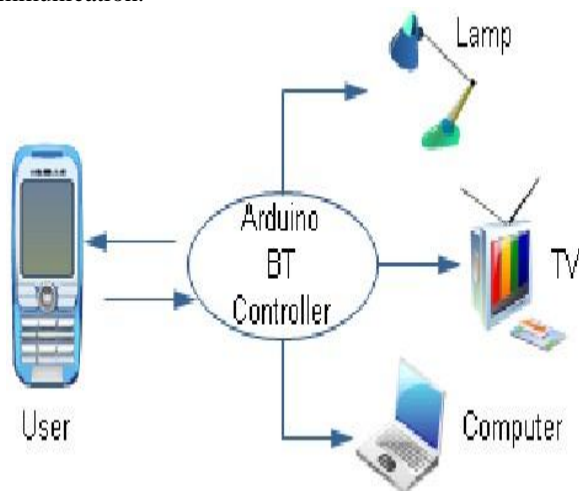 Lamp
Arduino
BT
Controller
TV
User
Computer